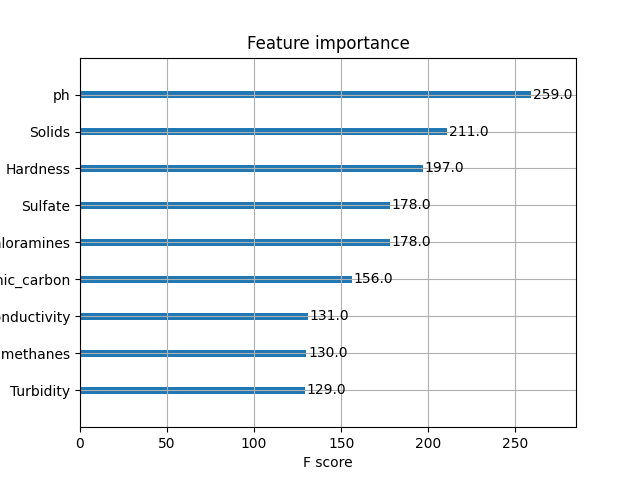 Feature importance
ph 259.0
Solids 211.0
Hardness 197.0
Sulfate 178.0
loramines 178.0
nic_carbon 156.0
onductivity 131.0
methanes 130.0
Turbidity 129.0
0 50 100 150 200 250
F score